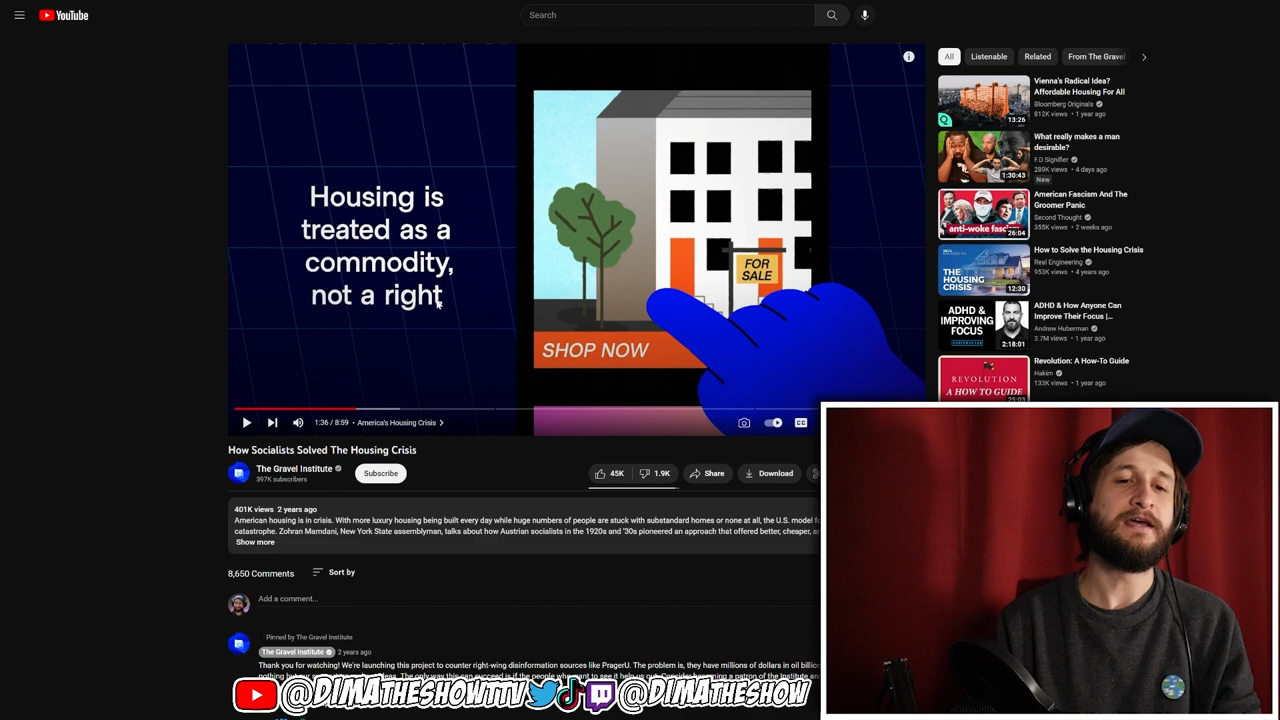 YouTube
Search
Housing is
treated as a
commodity,
not a right
FOR
SALE
SHOP NOW
1:36 / 8:59 • America's Housing Crisis
CC
How Socialists Solved The Housing Crisis
The Gravel Institute
397K subscribers
Subscribe
45K
1.9K
Share
Download
401K views 2 years ago
American housing is in crisis. With more luxury housing being built every day while huge numbers of people are stuck with substandard homes or none at all, the U.S. model fo
catastrophe. Zohran Mamdani, New York State assemblyman, talks about how Austrian socialists in the 1920s and '30s pioneered an approach that offered better, cheaper, a
Show more
8,650 Comments
Sort by
Add a comment...
Pinned by The Gravel Institute
The Gravel Institute
2 years ago
Thank you for watching! We're launching this project to counter right-wing disinformation sources like PragerU. The problem is, they have millions of dollars in oil billio
All
Listenable
Related
From The Gravel
Vienna's Radical Idea?
Affordable Housing For All
Bloomberg Originals
812K views • 1 year ago
13:26
What really makes a man
desirable?
F.D Signifier
289K views • 4 days ago
New
1:30:43
American Fascism And The
Groomer Panic
Second Thought
355K views • 2 weeks ago
anti-woke fasc
26:04
How to Solve the Housing Crisis
Real Engineering
953K views • 4 years ago
THE
HOUSING
CRISIS
12:30
ADHD & How Anyone Can
Improve Their Focus |...
Andrew Huberman
3.7M views • 1 year ago
ADHD &
IMPROVING
FOCUS
2:18:01
Revolution: A How-To Guide
Hakim
133K views • 1 year ago
REVOLUTION
A HOW TO GUIDE
25:03
@DIMATHESHOWTTV
@DIMATHESHOW